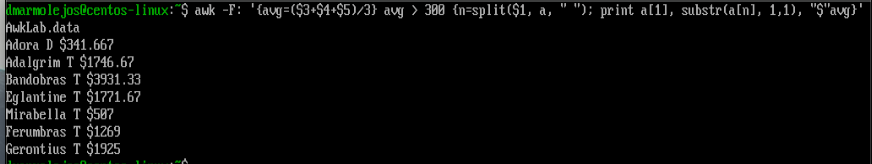 dmarmolejos@centos-linux:~$ awk -F: '{avg=($3+$4+$5)/3} avg > 300 {n=split($1, a, " "); print a[1], substr(a[n], 1,1), "$"avg}'
AwkLab.data
Adora D $341.667
Adalgrim T $1746.67
Bandobras T $3931.33
Eglantine T $1771.67
Mirabella T $507
Ferumbras T $1269
Gerontius T $1925
dmarmolejos@centos-linux:~$